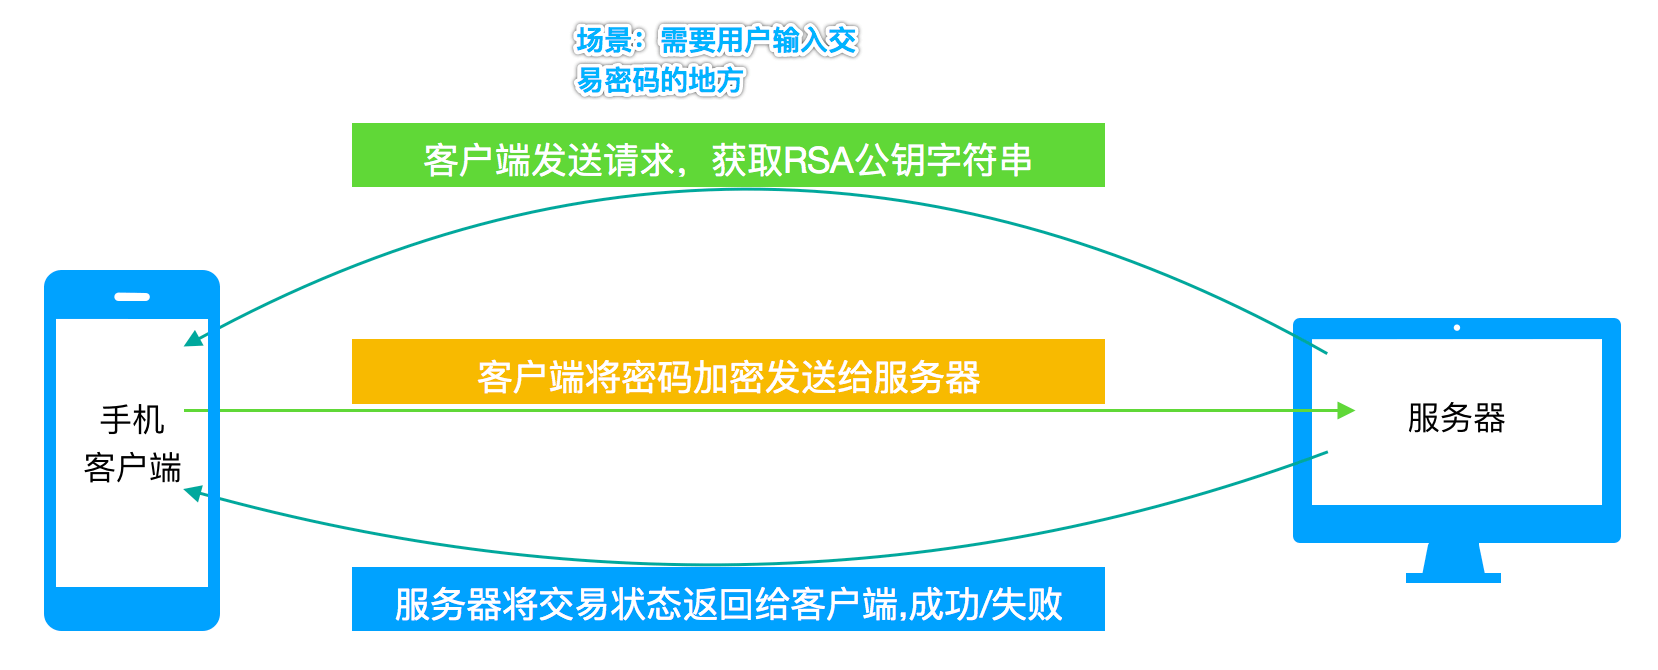 场景：需要用户输入交
易密码的地方
客户端发送请求，获取RSA公钥字符串
客户端将密码加密发送给服务器
手机
客户端
服务器
服务器将交易状态返回给客户端,成功/失败